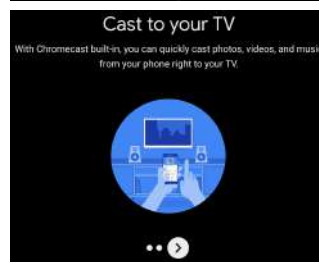 Cast to your TV
With Chromecast built-in, you can quickly cast photos, videos, and musi
from your phone right to your TV.